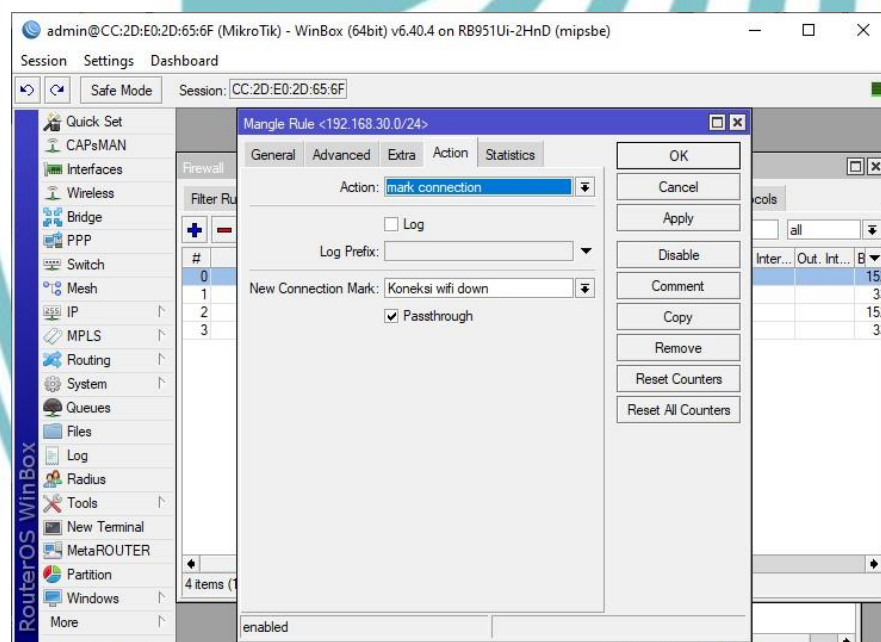 admin@CC:2D:E0:2D:65:6F (MikroTik) - WinBox (64bit) v6.40.4 on RB951Ui-2HnD (mipsbe)
Session Settings Dashboard
Safe Mode Session: CC:2D:E0:2D:65:6F
Quick Set
CAPsMAN
Interfaces
Wireless
Bridge
PPP
Switch
Mesh
IP
MPLS
Routing
System
Queues
Files
Log
Radius
Tools
New Terminal
MetaROUTER
Partition
Windows
More
RouterOS WinBox
Firewall
Filter Ru
cols
all
# Inter... Out. Int... B
0 15
1 3
2 15
3 3
4 items (1
Mangle Rule <192.168.30.0/24>
General Advanced Extra Action Statistics
Action: mark connection
Log
Log Prefix:
New Connection Mark: Koneksi wifi down
Passthrough
OK
Cancel
Apply
Disable
Comment
Copy
Remove
Reset Counters
Reset All Counters
enabled